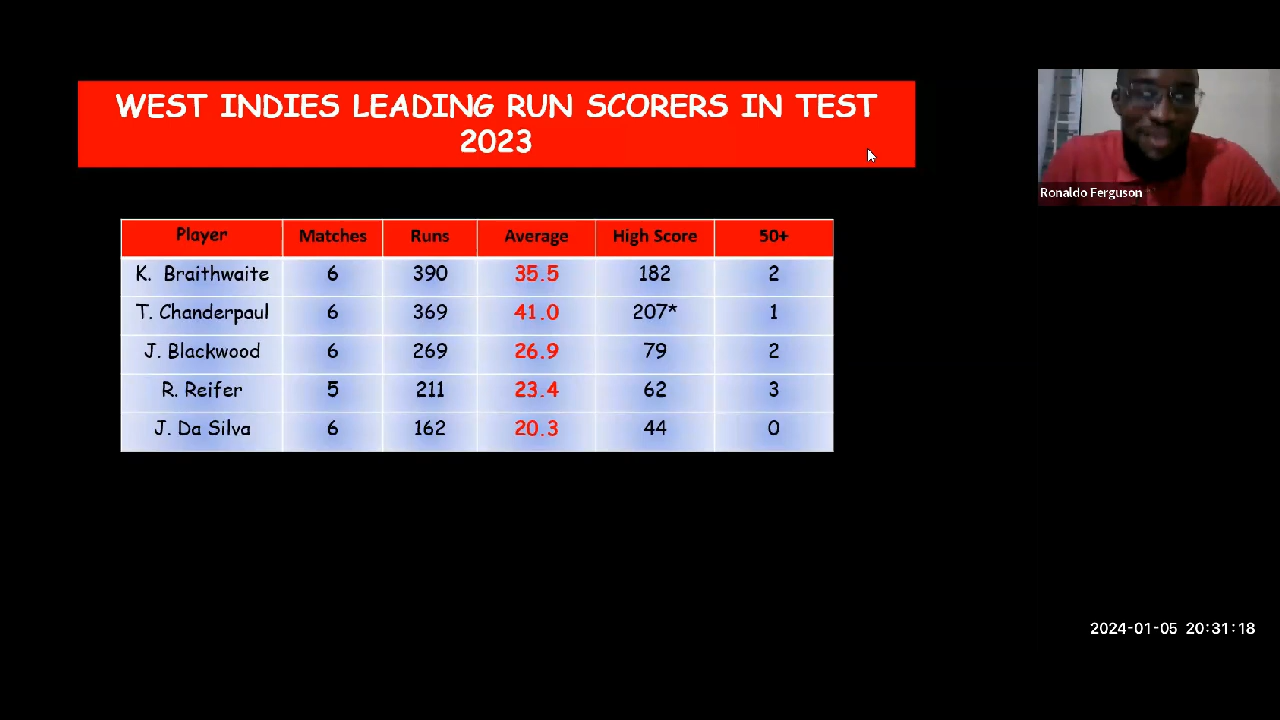 WEST INDIES LEADING RUN SCORERS IN TEST
2023
Ronaldo Ferguson
Player Matches Runs Average High Score 50+
K. Braithwaite 6 390 35.5 182 2
T. Chanderpaul 6 369 41.0 207* 1
J. Blackwood 6 269 26.9 79 2
R. Reifer 5 211 23.4 62 3
J. Da Silva 6 162 20.3 44 0
2024-01-05 20:31:18